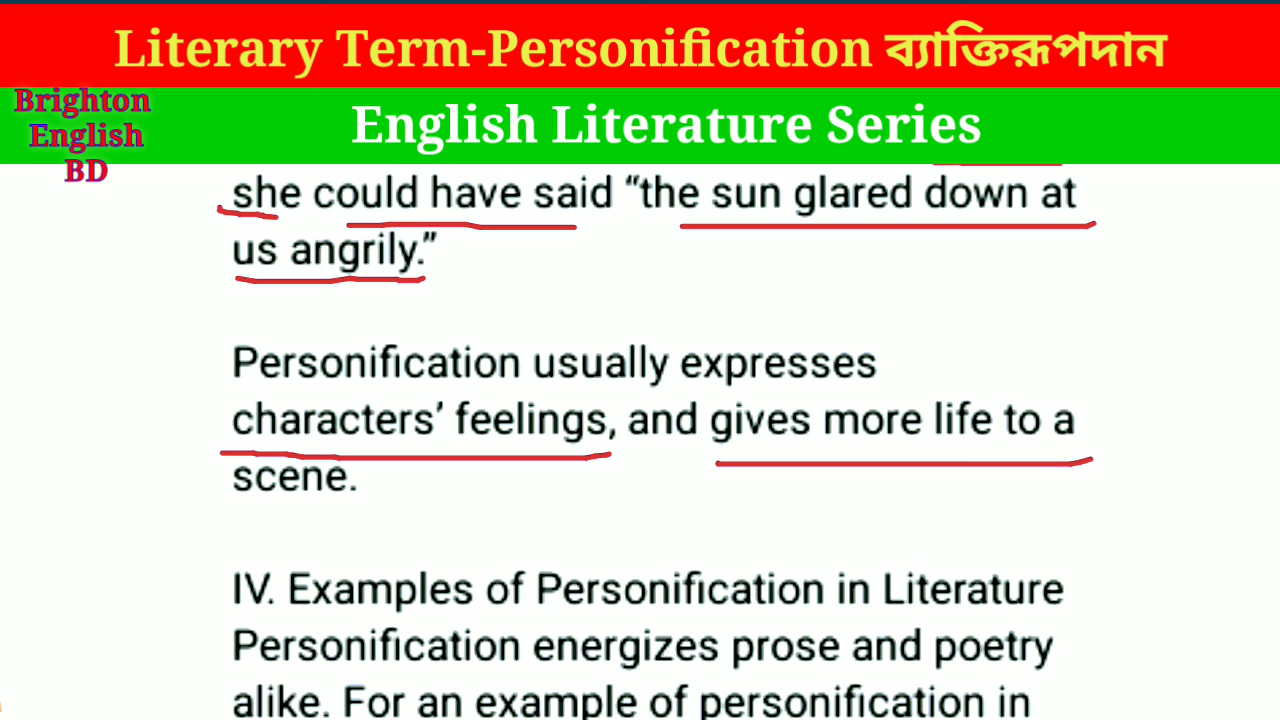 Literary Term-Personification ব্যাক্তিরূপদান
Brighton
English
BD
English Literature Series
she could have said “the sun glared down at
us angrily.”
Personification usually expresses
characters’ feelings, and gives more life to a
scene.
IV. Examples of Personification in Literature
Personification energizes prose and poetry
alike. For an example of personification in